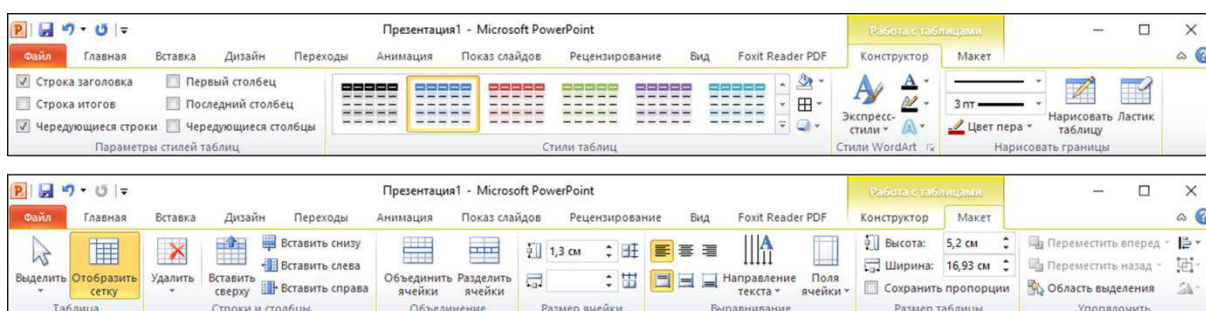 Презентация1 - Microsoft PowerPoint
Работа с таблицами
Файл Главная Вставка Дизайн Переходы Анимация Показ слайдов Рецензирование Вид Foxit Reader PDF Конструктор Макет
Строка заголовка Первый столбец
Строка итогов Последний столбец
Чередующиеся строки Чередующиеся столбцы
Параметры стилей таблиц
Стили таблиц
Экспресс-
стили
Стили WordArt
3 пт
Цвет пера
Нарисовать
таблицу
Ластик
Нарисовать границы
Презентация1 - Microsoft PowerPoint
Работа с таблицами
Файл Главная Вставка Дизайн Переходы Анимация Показ слайдов Рецензирование Вид Foxit Reader PDF Конструктор Макет
Выделить
Отобразить
сетку
Таблица
Удалить
Вставить
сверху
Вставить снизу
Вставить слева
Вставить справа
Строки и столбцы
Объединить
ячейки
Разделить
ячейки
Объединение
1,3 см
Размер ячейки
Направление
текста
Поля
ячейки
Выравнивание
Высота: 5,2 см
Ширина: 16,93 см
Сохранить пропорции
Размер таблицы
Переместить вперед
Переместить назад
Область выделения
Упорядочить